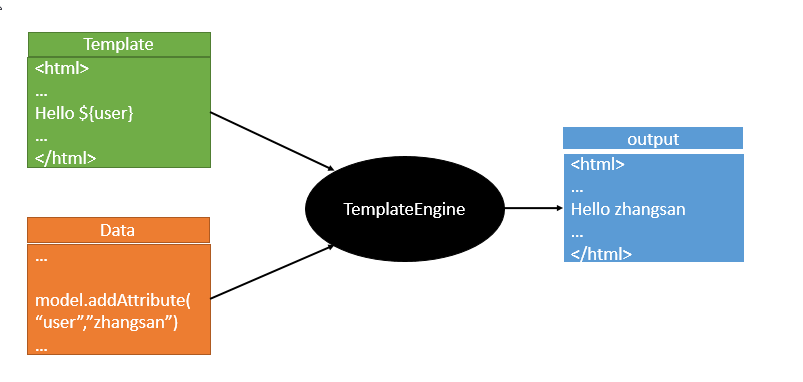 Template
<html>
...
Hello ${user}
...
</html>
Data
...
model.addAttribute(
“user”,”zhangsan”)
...
TemplateEngine
output
<html>
...
Hello zhangsan
...
</html>